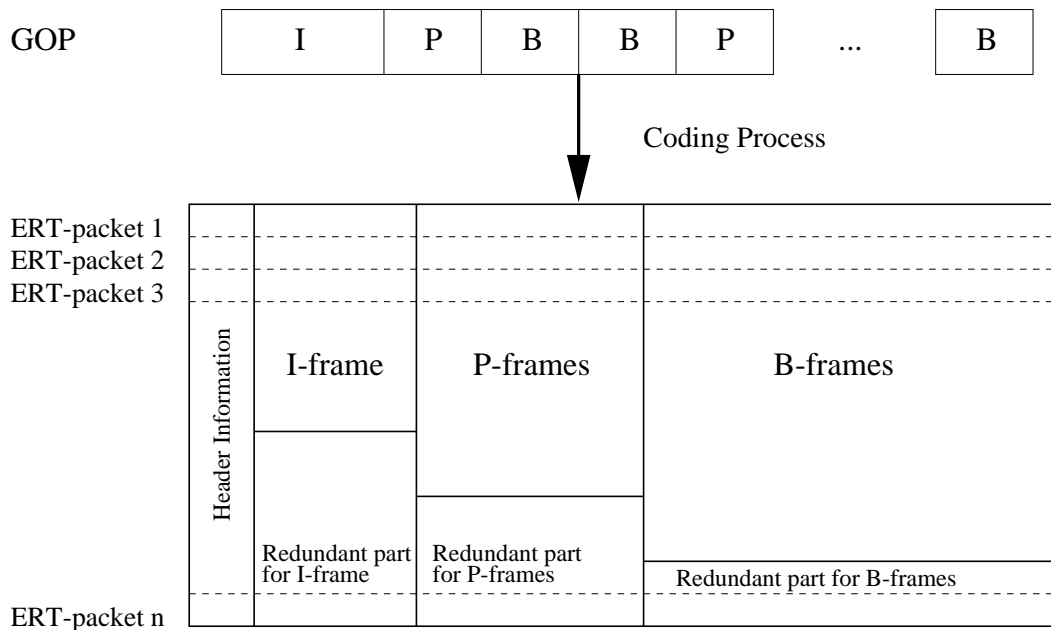 GOP I P B B P ... B
Coding Process
ERT-packet 1
ERT-packet 2
ERT-packet 3
Header Information
I-frame P-frames B-frames
Redundant part
for I-frame
Redundant part
for P-frames
Redundant part for B-frames
ERT-packet n